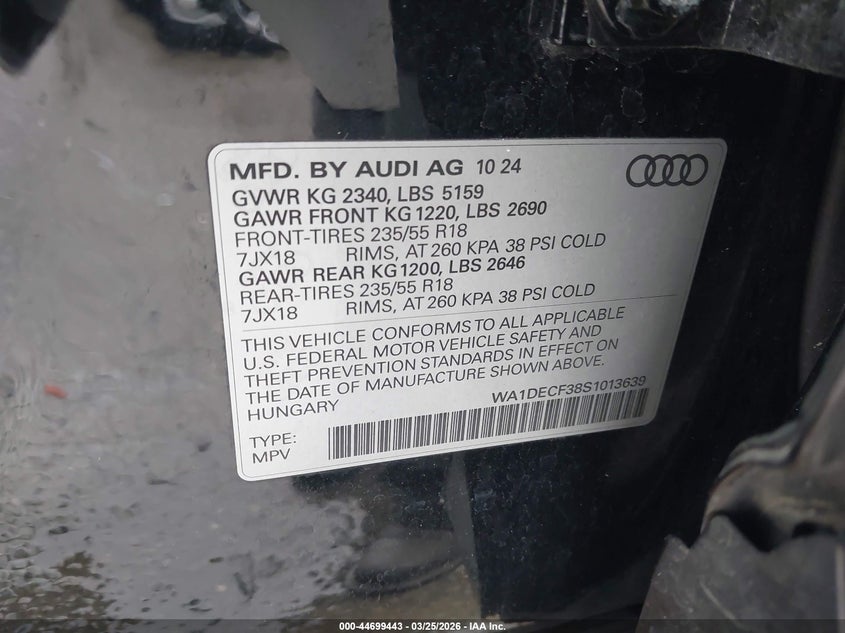 MFD. BY AUDI AG 10 24
GVWR KG 2340, LBS 5159
GAWR FRONT KG 1220, LBS 2690
FRONT-TIRES 235/55 R18
7JX18 RIMS, AT 260 KPA 38 PSI COLD
GAWR REAR KG 1200, LBS 2646
REAR-TIRES 235/55 R18
7JX18 RIMS, AT 260 KPA 38 PSI COLD
THIS VEHICLE CONFORMS TO ALL APPLICABLE
U.S. FEDERAL MOTOR VEHICLE SAFETY AND
THEFT PREVENTION STANDARDS IN EFFECT ON
THE DATE OF MANUFACTURE SHOWN ABOVE.
HUNGARY
WA1DECF38S1013639
TYPE:
MPV
000-44699443 - 03/25/2026 - IAA Inc.